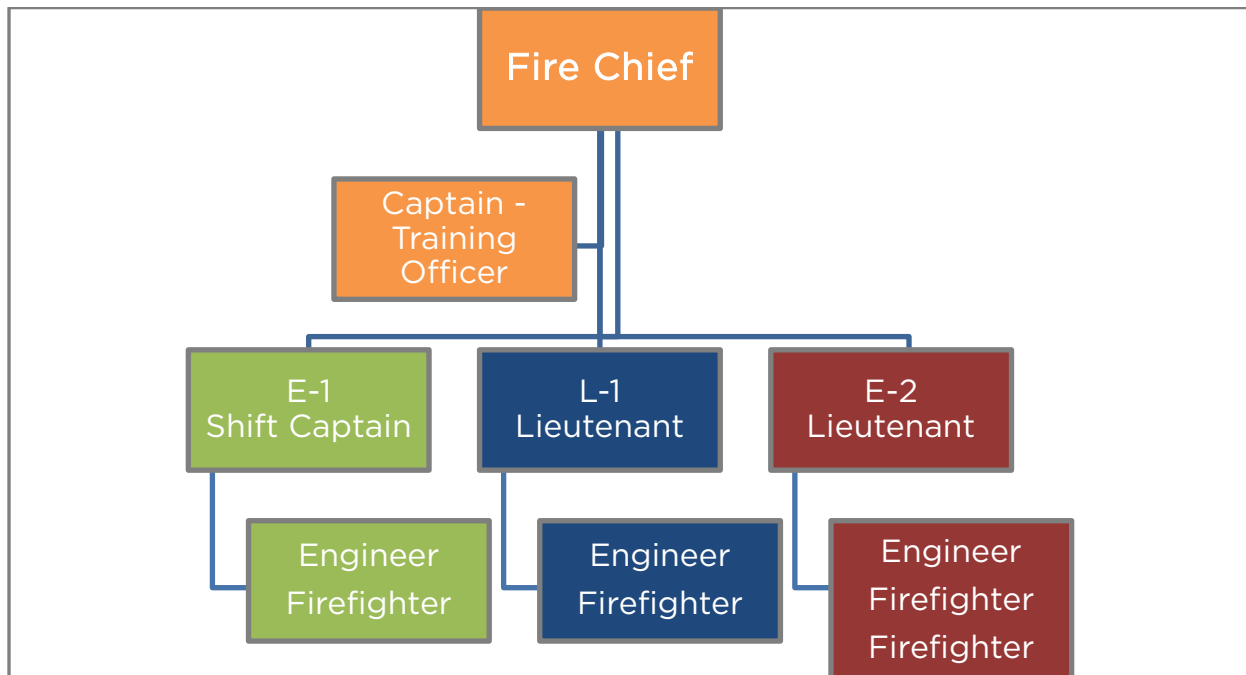 Fire Chief
Captain -
Training
Officer
E-1
Shift Captain
L-1
Lieutenant
E-2
Lieutenant
Engineer
Firefighter
Engineer
Firefighter
Engineer
Firefighter
Firefighter